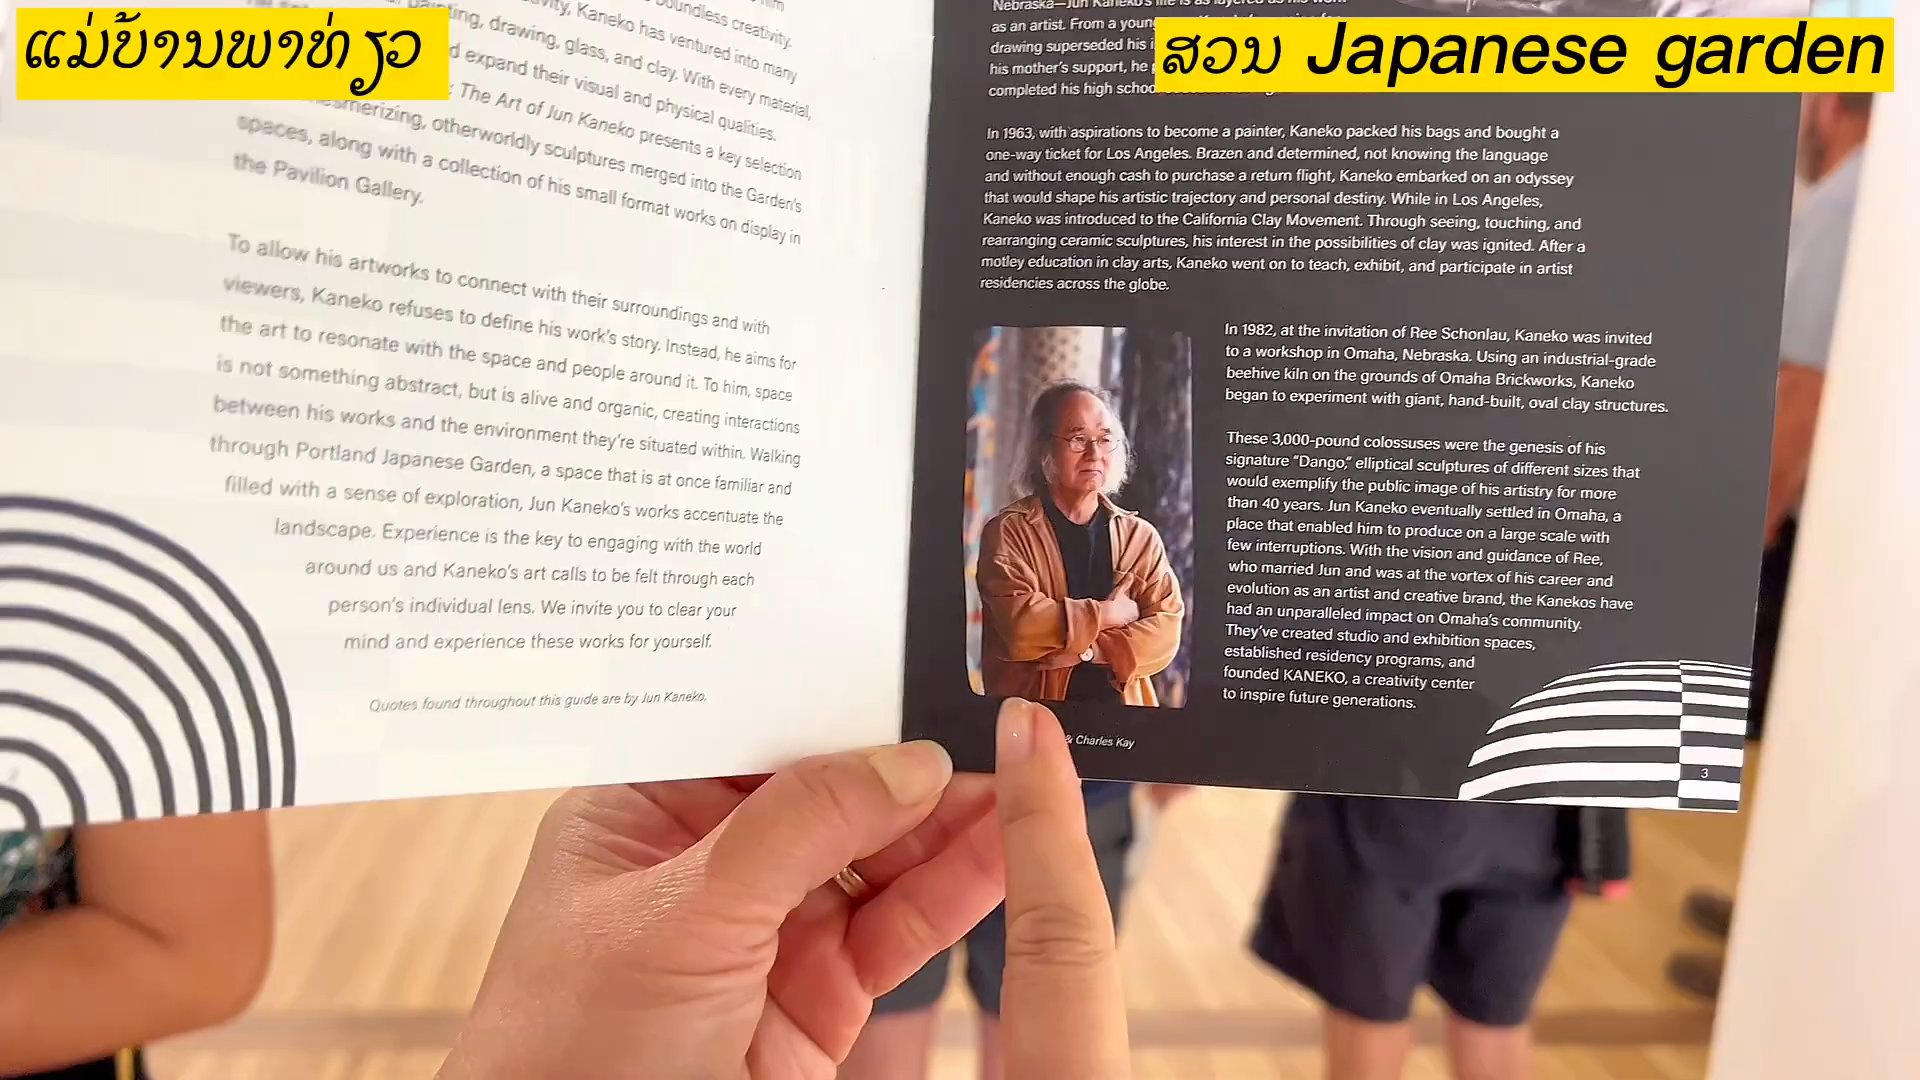 ແມ່ບ້ານພາທ່ຽວ
ສວນ Japanese garden
boundless creativity.
Kaneko has ventured into many
drawing, glass, and clay. With every material,
expand their visual and physical qualities.
The Art of Jun Kaneko presents a key selection
otherworldly sculptures merged into the Garden's
spaces, along with a collection of his small format works on display in
the Pavilion Gallery.
To allow his artworks to connect with their surroundings and with
viewers, Kaneko refuses to define his work's story. Instead, he aims for
the art to resonate with the space and people around it. To him, space
is not something abstract, but is alive and organic, creating interactions
between his works and the environment they're situated within. Walking
through Portland Japanese Garden, a space that is at once familiar and
filled with a sense of exploration, Jun Kaneko's works accentuate the
landscape. Experience is the key to engaging with the world
around us and Kaneko's art calls to be felt through each
person's individual lens. We invite you to clear your
mind and experience these works for yourself.
Quotes found throughout this guide are by Jun Kaneko.
Nebraska—Jun Kaneko's life is as layered as his work
as an artist. From a young
drawing superseded his
his mother's support, he
completed his high school
In 1963, with aspirations to become a painter, Kaneko packed his bags and bought a
one-way ticket for Los Angeles. Brazen and determined, not knowing the language
and without enough cash to purchase a return flight, Kaneko embarked on an odyssey
that would shape his artistic trajectory and personal destiny. While in Los Angeles,
Kaneko was introduced to the California Clay Movement. Through seeing, touching, and
rearranging ceramic sculptures, his interest in the possibilities of clay was ignited. After a
motley education in clay arts, Kaneko went on to teach, exhibit, and participate in artist
residencies across the globe.
In 1982, at the invitation of Ree Schonlau, Kaneko was invited
to a workshop in Omaha, Nebraska. Using an industrial-grade
beehive kiln on the grounds of Omaha Brickworks, Kaneko
began to experiment with giant, hand-built, oval clay structures.
These 3,000-pound colossuses were the genesis of his
signature "Dango," elliptical sculptures of different sizes that
would exemplify the public image of his artistry for more
than 40 years. Jun Kaneko eventually settled in Omaha, a
place that enabled him to produce on a large scale with
few interruptions. With the vision and guidance of Ree,
who married Jun and was at the vortex of his career and
evolution as an artist and creative brand, the Kanekos have
had an unparalleled impact on Omaha's community.
They've created studio and exhibition spaces,
established residency programs, and
founded KANEKO, a creativity center
to inspire future generations.
& Charles Kay
3